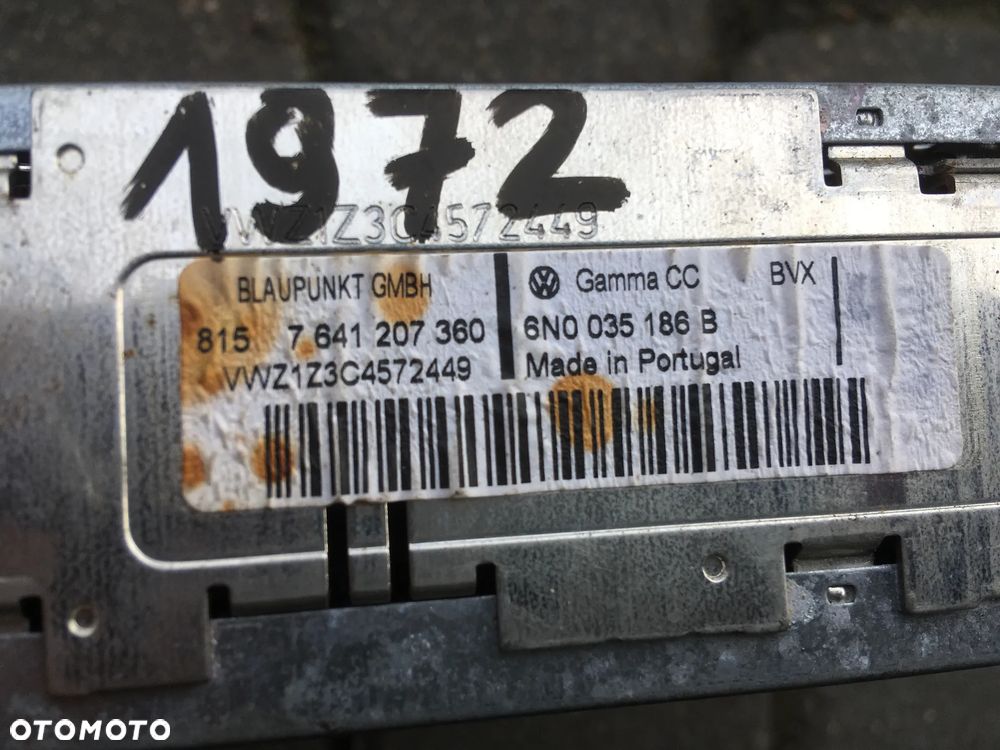 1972
VWZ1Z3C4572449
BLAUPUNKT GMBH
815 7 641 207 360
VWZ1Z3C4572449
Gamma CC BVX
6N0 035 186 B
Made in Portugal
OTOMOTO